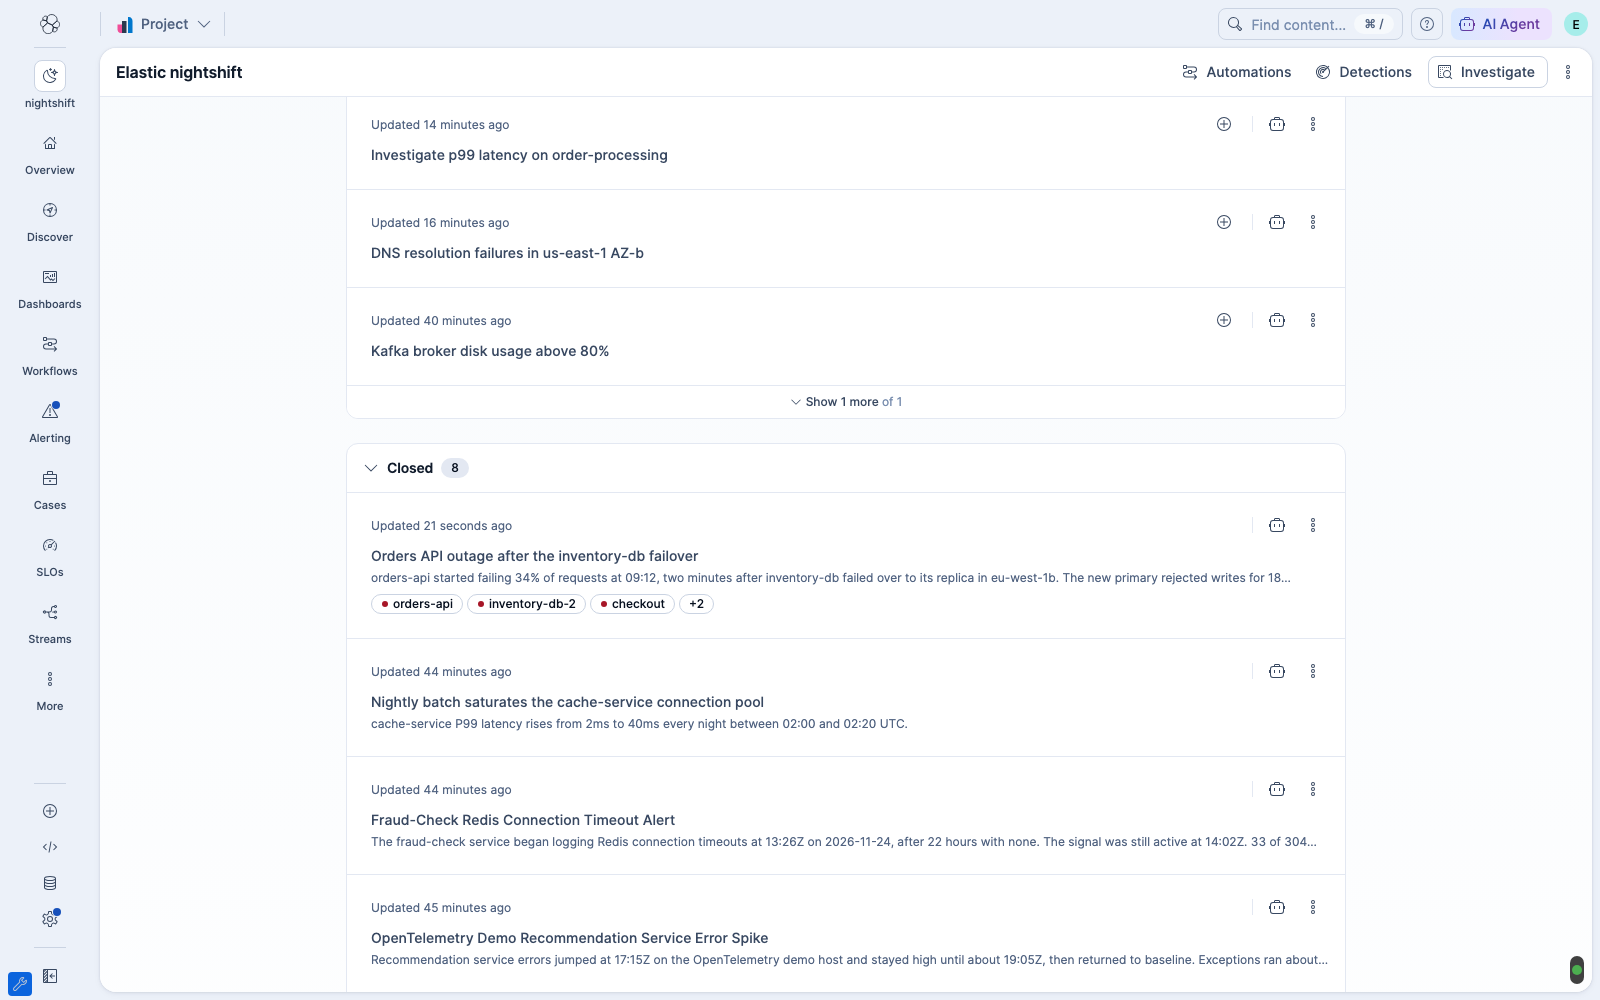 Project
Find content...
⌘ /
AI Agent
E
Elastic nightshift
Automations
Detections
Investigate
nightshift
Overview
Discover
Dashboards
Workflows
Alerting
Cases
SLOs
Streams
More
Updated 14 minutes ago
Investigate p99 latency on order-processing
Updated 16 minutes ago
DNS resolution failures in us-east-1 AZ-b
Updated 40 minutes ago
Kafka broker disk usage above 80%
Show 1 more of 1
Closed 8
Updated 21 seconds ago
Orders API outage after the inventory-db failover
orders-api started failing 34% of requests at 09:12, two minutes after inventory-db failed over to its replica in eu-west-1b. The new primary rejected writes for 18...
orders-api inventory-db-2 checkout +2
Updated 44 minutes ago
Nightly batch saturates the cache-service connection pool
cache-service P99 latency rises from 2ms to 40ms every night between 02:00 and 02:20 UTC.
Updated 44 minutes ago
Fraud-Check Redis Connection Timeout Alert
The fraud-check service began logging Redis connection timeouts at 13:26Z on 2026-11-24, after 22 hours with none. The signal was still active at 14:02Z. 33 of 304...
Updated 45 minutes ago
OpenTelemetry Demo Recommendation Service Error Spike
Recommendation service errors jumped at 17:15Z on the OpenTelemetry demo host and stayed high until about 19:05Z, then returned to baseline. Exceptions ran about...